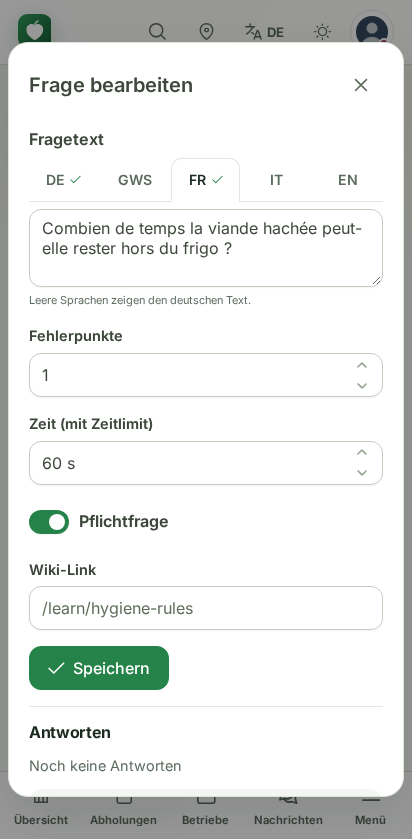 DE
Frage bearbeiten
Fragetext
DE
GWS
FR
IT
EN
Combien de temps la viande hachée peut-
elle rester hors du frigo ?
Leere Sprachen zeigen den deutschen Text.
Fehlerpunkte
1
Zeit (mit Zeitlimit)
60 s
Pflichtfrage
Wiki-Link
/learn/hygiene-rules
Speichern
Antworten
Noch keine Antworten
Übersicht
Abholungen
Betriebe
Nachrichten
Menü